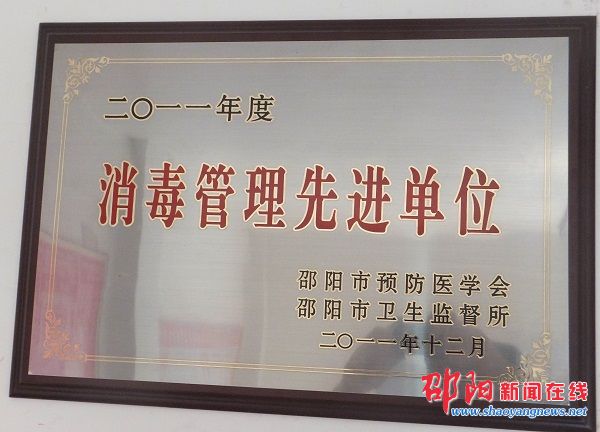 二〇一一年度
消毒管理先进单位
邵阳市预防医学会
邵阳市卫生监督所
二〇一一年十二月
邵阳新闻在线
www.shaoyangnews.net